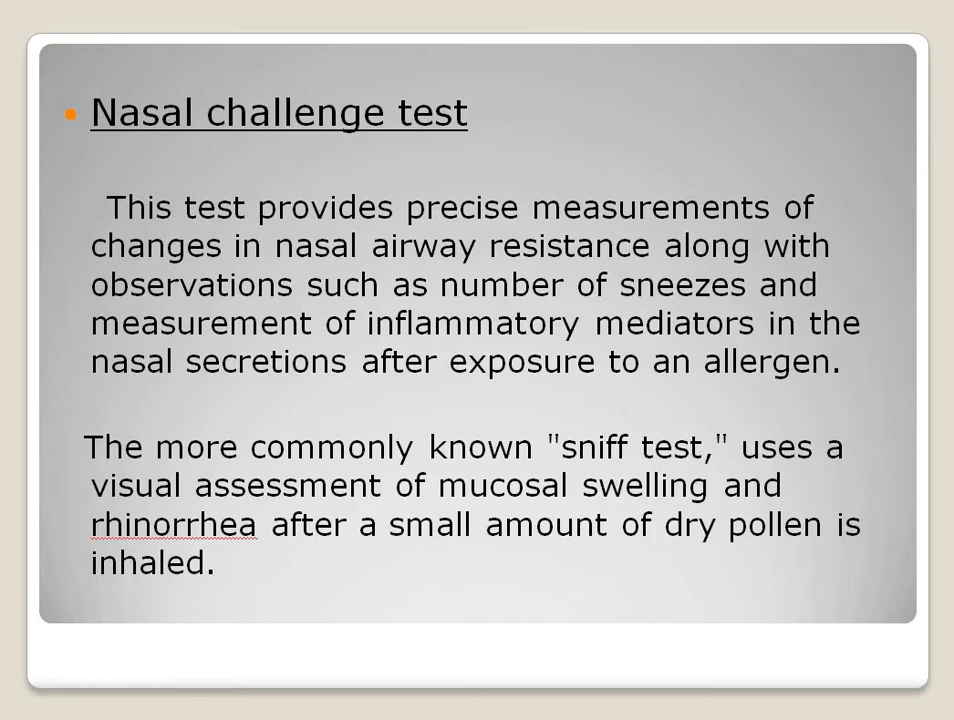 Nasal challenge test
This test provides precise measurements of
changes in nasal airway resistance along with
observations such as number of sneezes and
measurement of inflammatory mediators in the
nasal secretions after exposure to an allergen.
The more commonly known "sniff test," uses a
visual assessment of mucosal swelling and
rhinorrhea after a small amount of dry pollen is
inhaled.